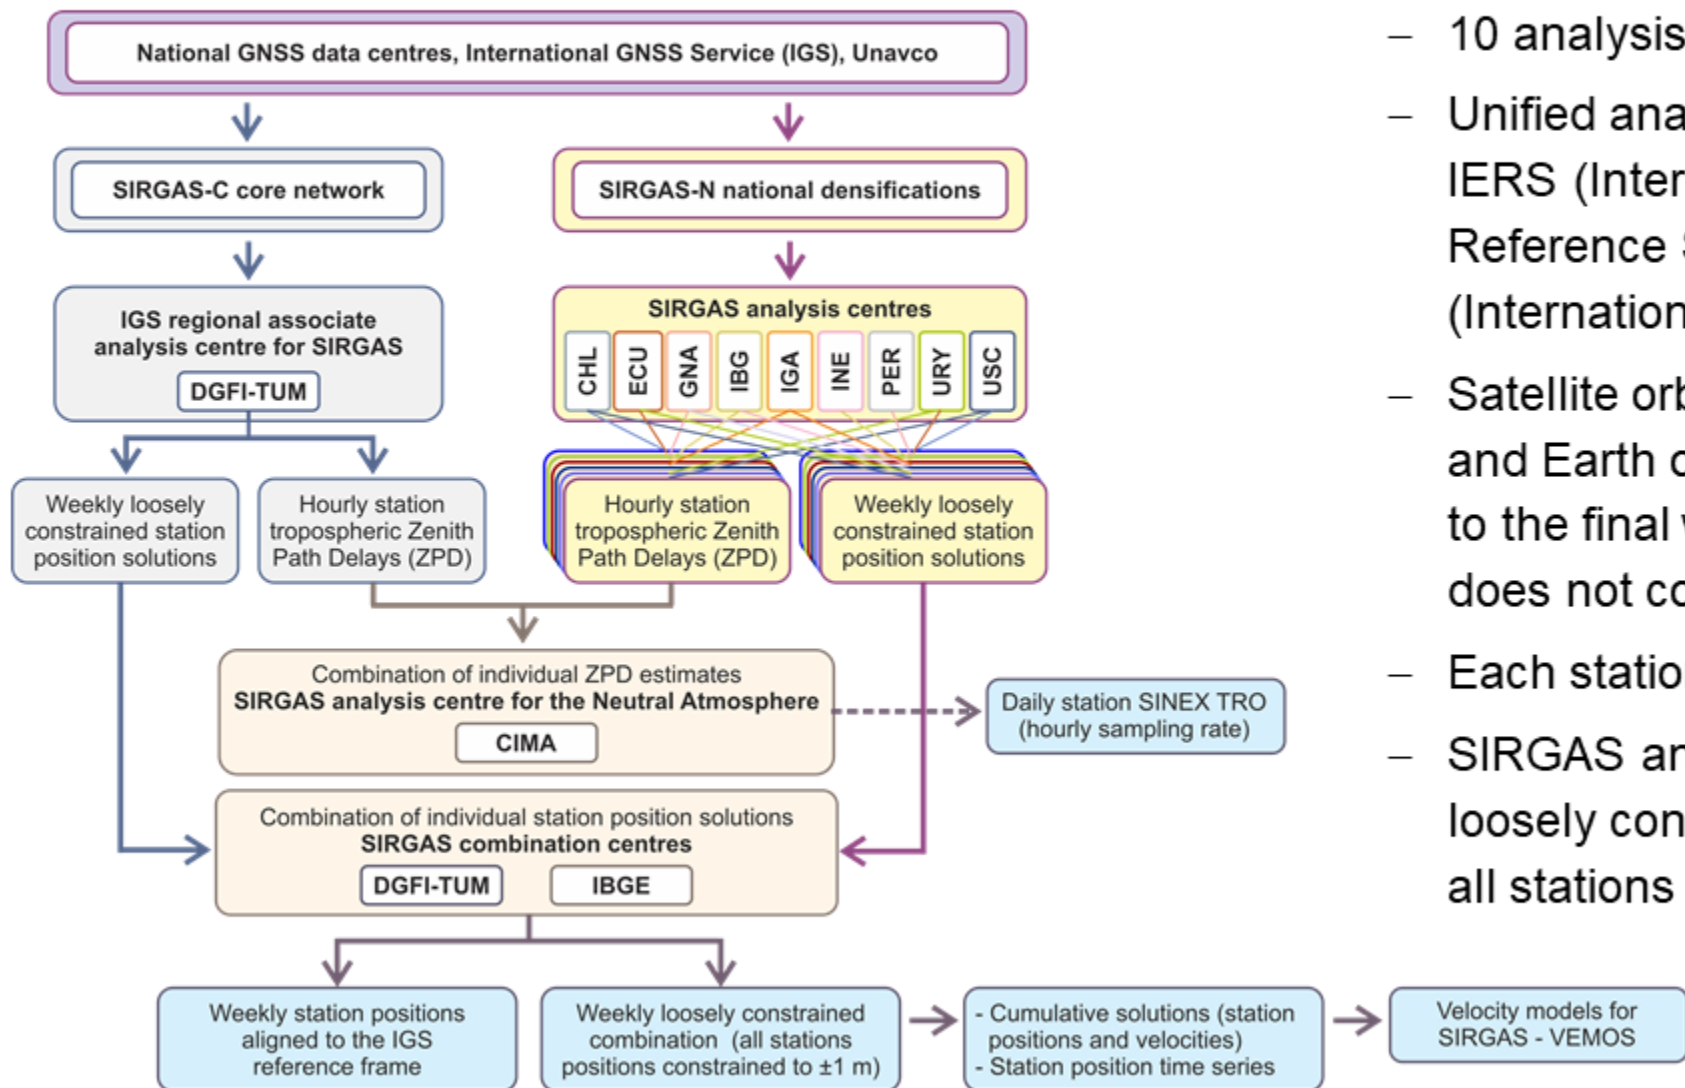 National GNSS data centres, International GNSS Service (IGS), Unavco
SIRGAS-C core network
SIRGAS-N national densifications
IGS regional associate
analysis centre for SIRGAS
DGFI-TUM
SIRGAS analysis centres
CHL
ECU
GNA
IBG
IGA
INE
PER
URY
USC
Weekly loosely
constrained station
position solutions
Hourly station
tropospheric Zenith
Path Delays (ZPD)
Hourly station
tropospheric Zenith
Path Delays (ZPD)
Weekly loosely
constrained station
position solutions
Combination of individual ZPD estimates
SIRGAS analysis centre for the Neutral Atmosphere
CIMA
Daily station SINEX TRO
(hourly sampling rate)
Combination of individual station position solutions
SIRGAS combination centres
DGFI-TUM
IBGE
Weekly station positions
aligned to the IGS
reference frame
Weekly loosely constrained
combination (all stations
positions constrained to ±1 m)
- Cumulative solutions (station
positions and velocities)
- Station position time series
Velocity models for
SIRGAS - VEMOS
– 10 analysis
– Unified ana
IERS (Inter
Reference
(Internation
– Satellite orb
and Earth o
to the final
does not co
– Each statio
– SIRGAS an
loosely con
all stations